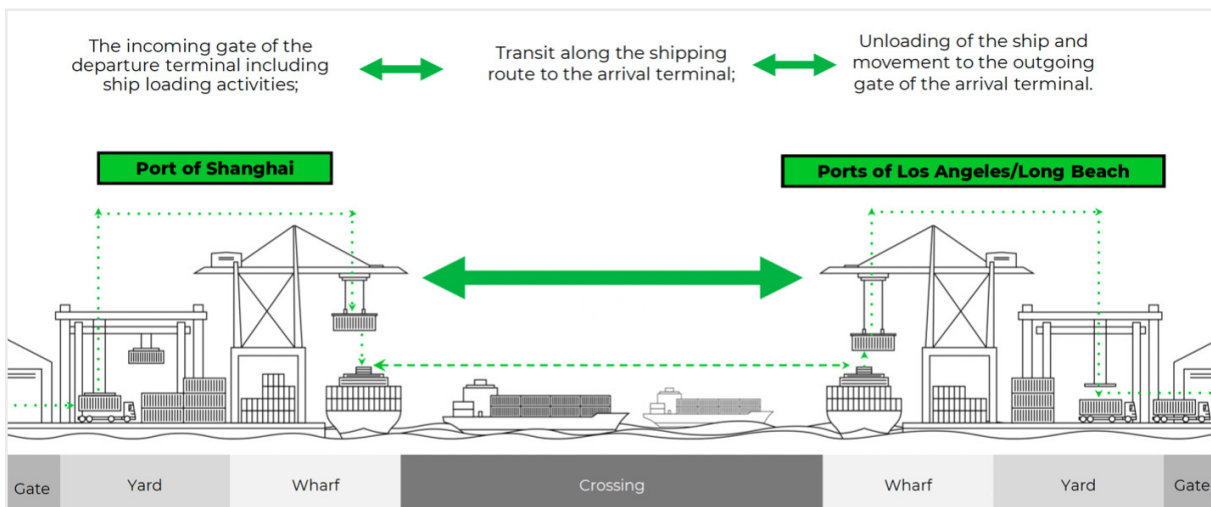 The incoming gate of the
departure terminal including
ship loading activities;
Transit along the shipping
route to the arrival terminal;
Unloading of the ship and
movement to the outgoing
gate of the arrival terminal.
Port of Shanghai
Ports of Los Angeles/Long Beach
Gate
Yard
Wharf
Crossing
Wharf
Yard
Gate